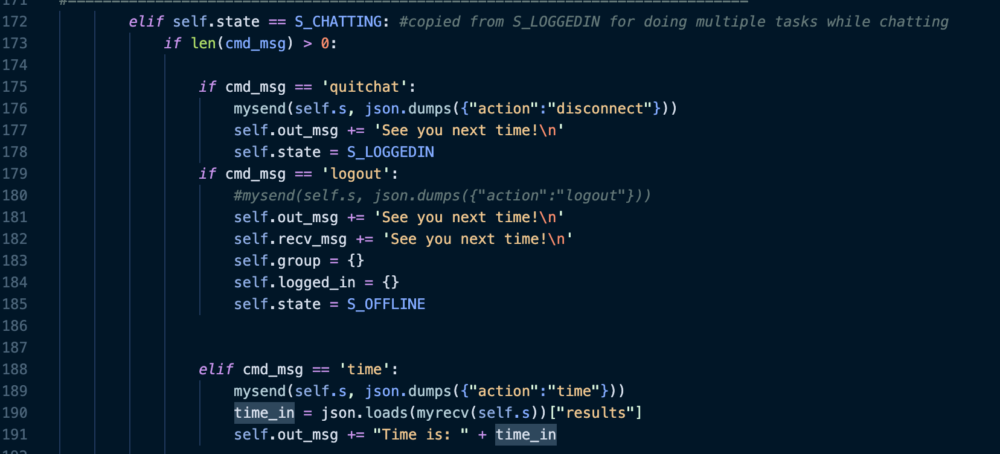 171 #
172 elif self.state == S_CHATTING: #copied from S_LOGGEDIN for doing multiple tasks while chatting
173 if len(cmd_msg) > 0:
174
175 if cmd_msg == 'quitchat':
176 mysend(self.s, json.dumps({"action":"disconnect"}))
177 self.out_msg += 'See you next time!\n'
178 self.state = S_LOGGEDIN
179 if cmd_msg == 'logout':
180 #mysend(self.s, json.dumps({"action":"logout"}))
181 self.out_msg += 'See you next time!\n'
182 self.recv_msg += 'See you next time!\n'
183 self.group = {}
184 self.logged_in = {}
185 self.state = S_OFFLINE
186
187
188 elif cmd_msg == 'time':
189 mysend(self.s, json.dumps({"action":"time"}))
190 time_in = json.loads(myrecv(self.s))["results"]
191 self.out_msg += "Time is: " + time_in